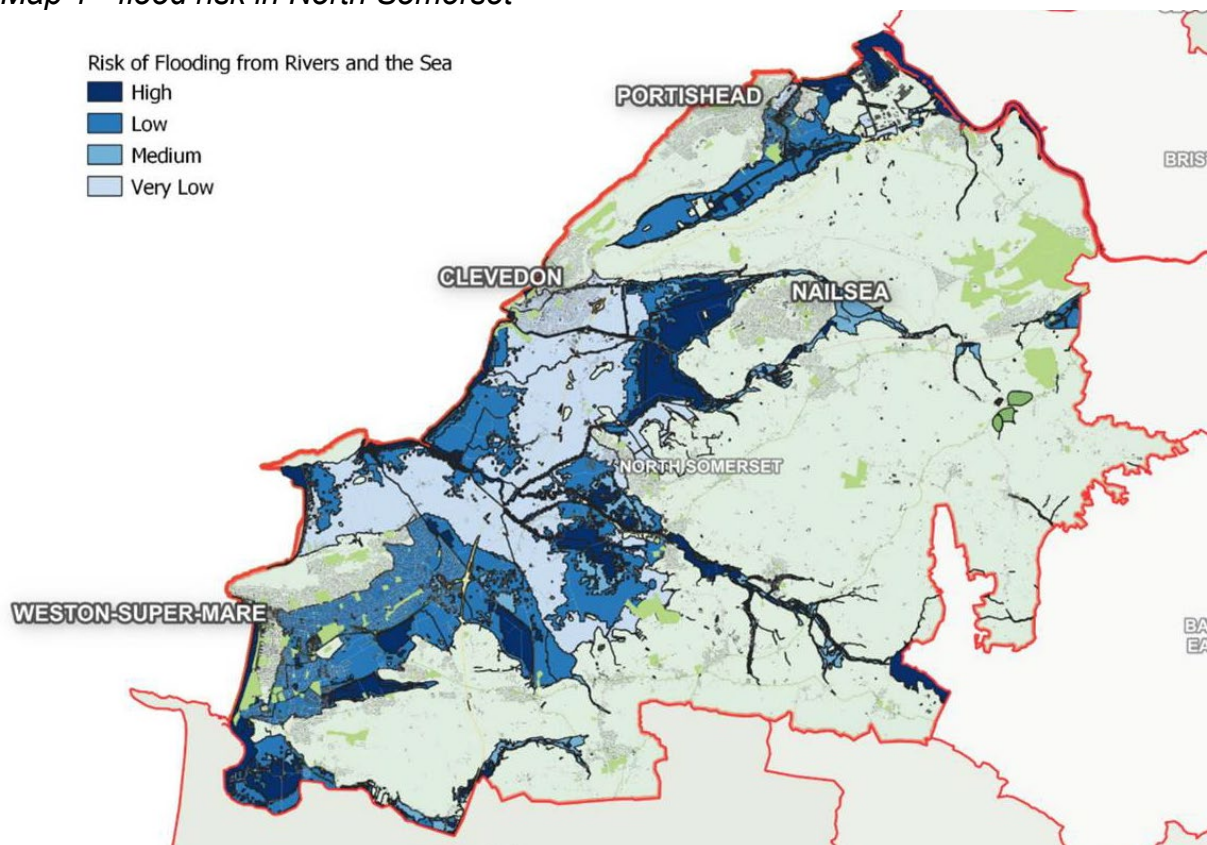 Risk of Flooding from Rivers and the Sea
High
Low
Medium
Very Low
PORTISHEAD
CLEVEDON
NAILSEA
NORTH SOMERSET
WESTON-SUPER-MARE